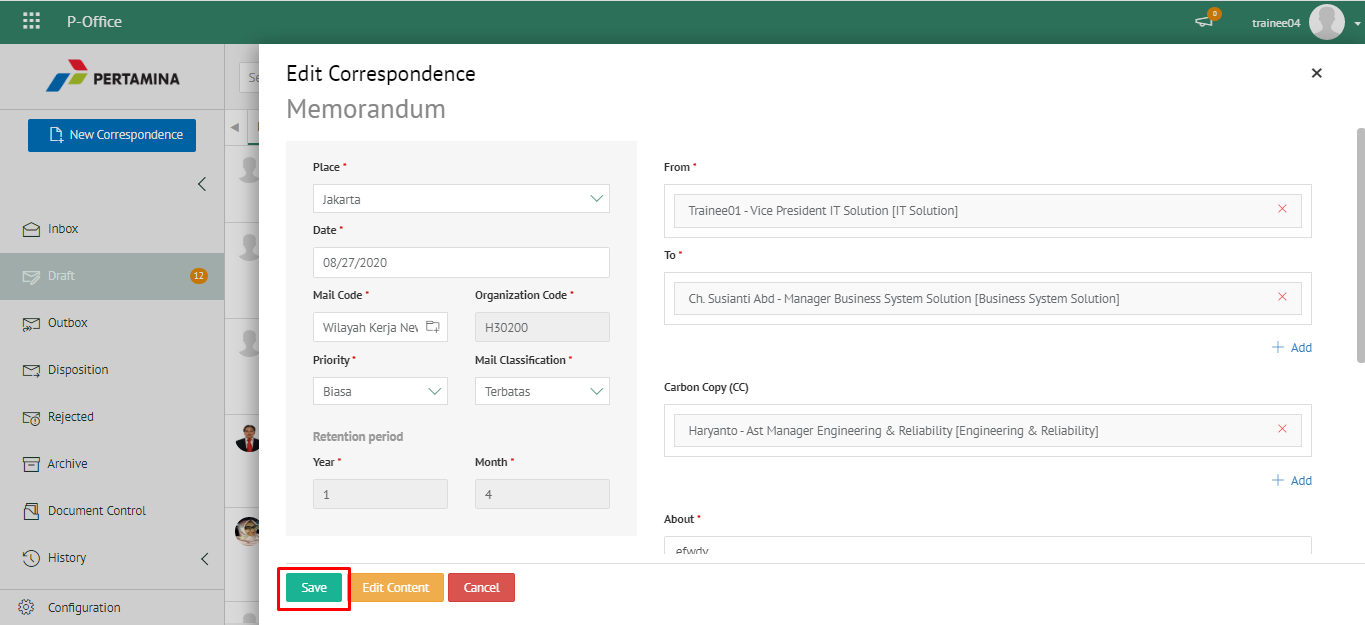 P-Office
0
trainee04
PERTAMINA
New Correspondence
Inbox
Draft
12
Outbox
Disposition
Rejected
Archive
Document Control
History
Configuration
Edit Correspondence
Memorandum
Place *
Jakarta
Date *
08/27/2020
Mail Code *
Organization Code *
Wilayah Kerja
H30200
Priority *
Mail Classification *
Biasa
Terbatas
Retention period
Year *
Month *
1
4
From *
Trainee01 - Vice President IT Solution [IT Solution]
To *
Ch. Susianti Abd - Manager Business System Solution [Business System Solution]
Add
Carbon Copy (CC)
Haryanto - Ast Manager Engineering & Reliability [Engineering & Reliability]
Add
About *
Save
Edit Content
Cancel